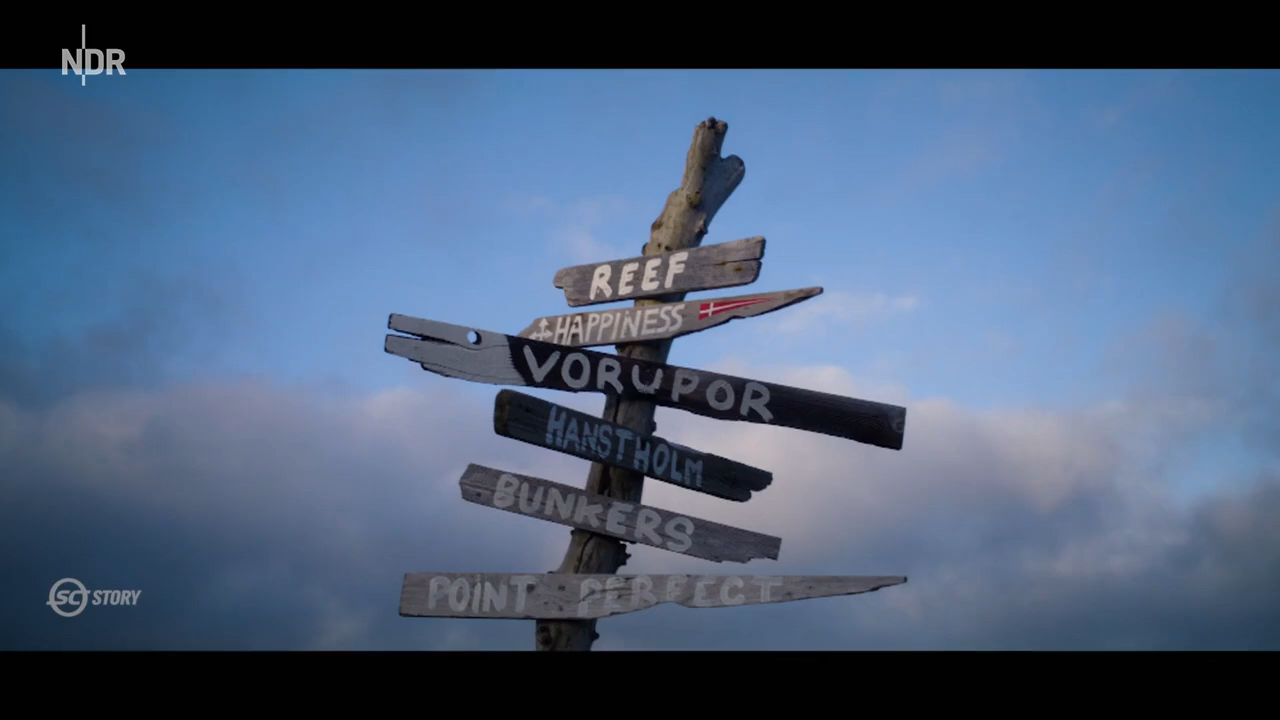 NDR
REEF
HAPPINESS
VORUPOR
HANSTHOLM
BUNKERS
POINT PERFECT
SC STORY